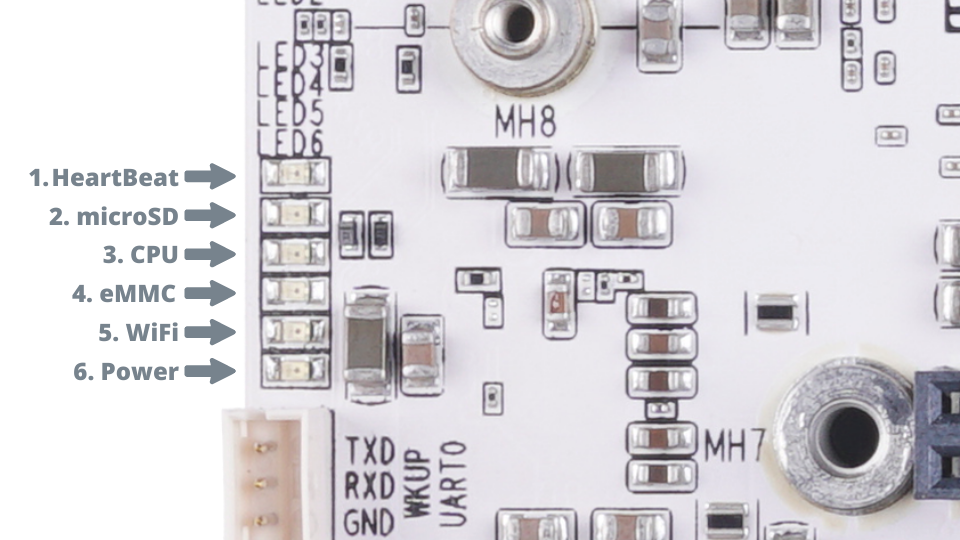 LED2
LED3
LED4
LED5
LED6
MH8
1.HeartBeat
2. microSD
3. CPU
4. eMMC
5. WiFi
6. Power
MH7
TXD
RXD
GND
WKUP
UART0